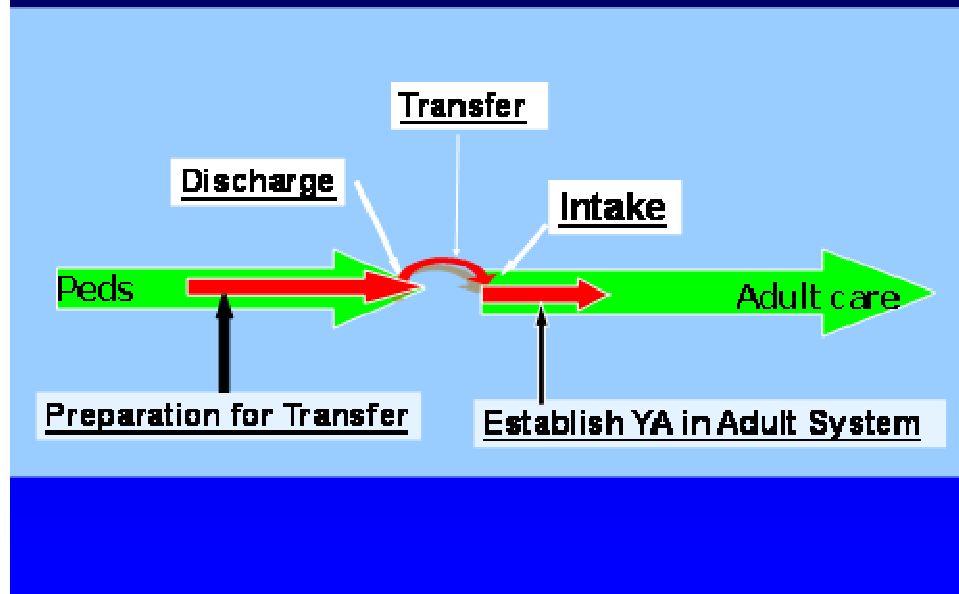 Transfer
Discharge
Intake
Peds
Adult care
Preparation for Transfer
Establish YA in Adult System